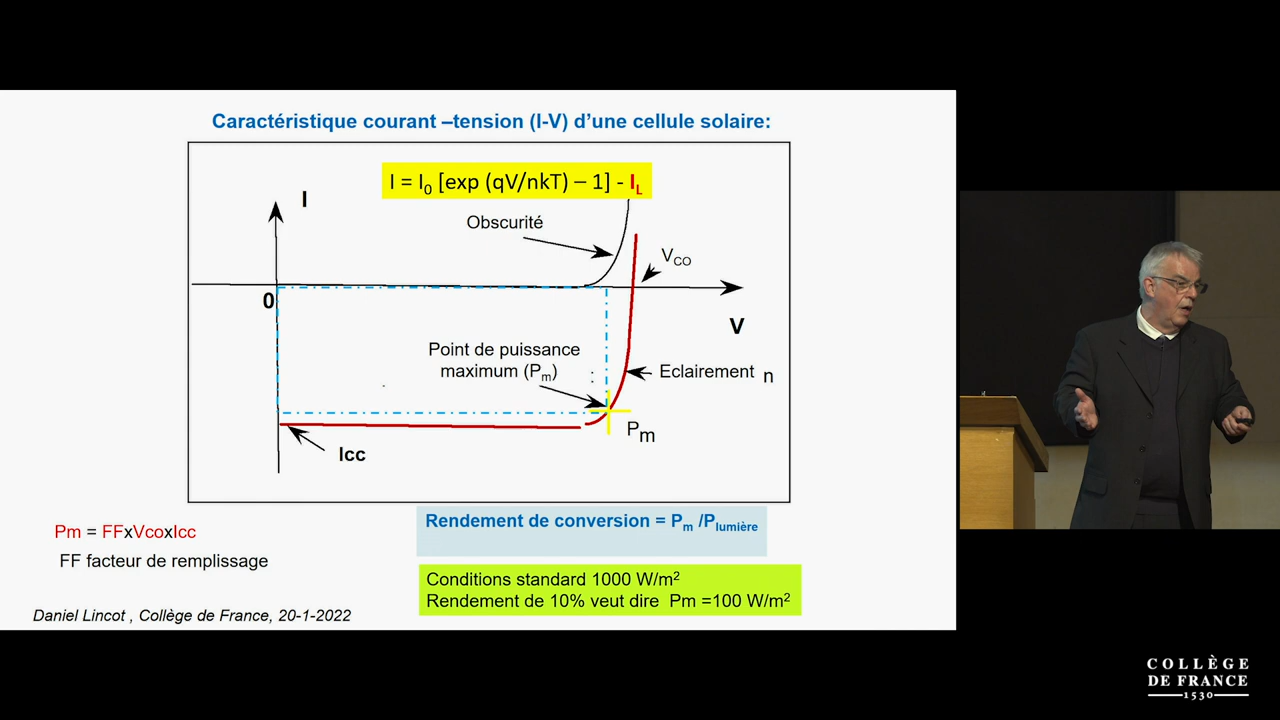 Caractéristique courant –tension (I-V) d’une cellule solaire:
I = I0 [exp (qV/nkT) – 1] - IL
I
Obscurité
VCO
0
V
Point de puissance
maximum (Pm)
:
Eclairement n
Pm
Icc
Pm = FFxVcoxIcc
FF facteur de remplissage
Rendement de conversion = Pm /Plumière
Conditions standard 1000 W/m2
Rendement de 10% veut dire Pm =100 W/m2
Daniel Lincot , Collège de France, 20-1-2022
COLLÈGE
DE FRANCE
1530